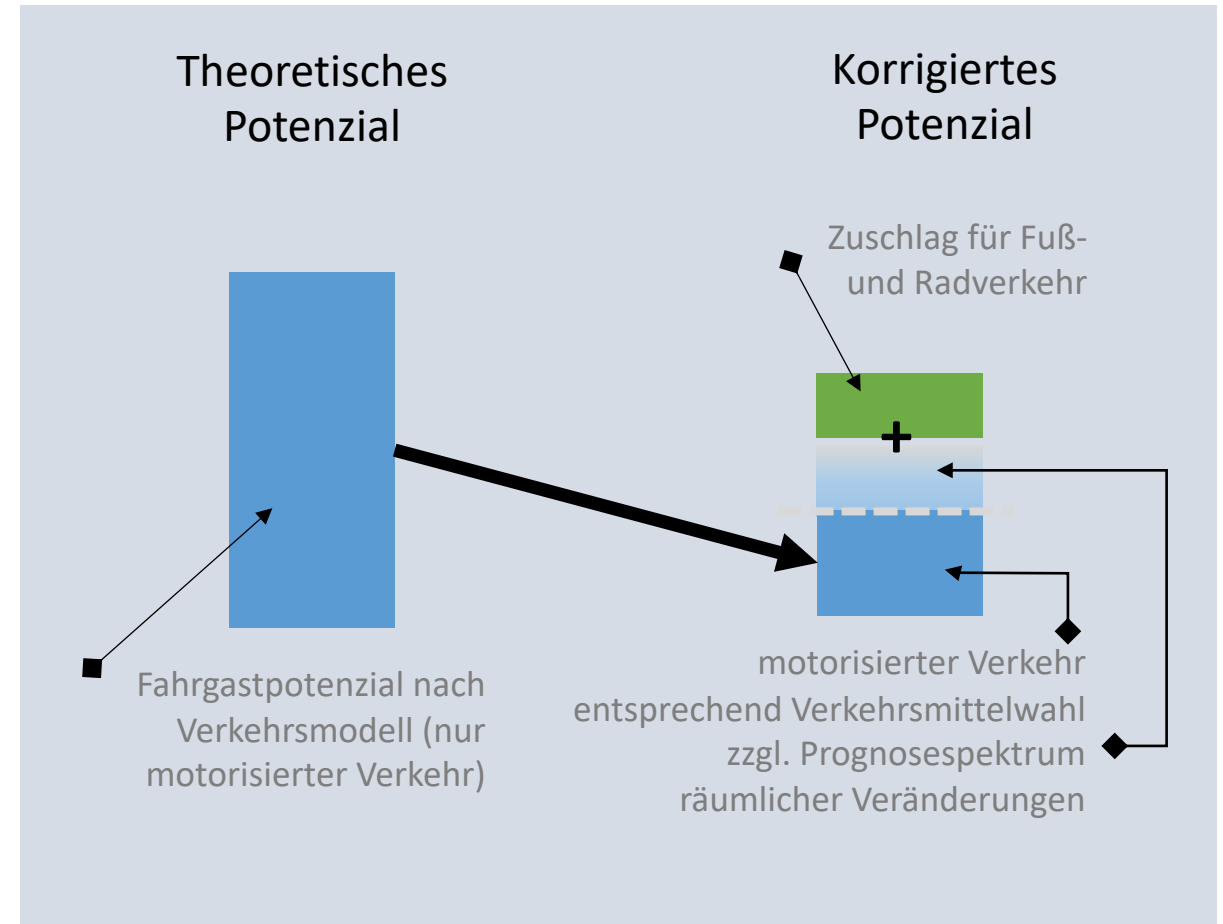 Theoretisches
Potenzial
Korrigiertes
Potenzial
Zuschlag für Fuß-
und Radverkehr
+
Fahrgastpotenzial nach
Verkehrsmodell (nur
motorisierter Verkehr)
motorisierter Verkehr
entsprechend Verkehrsmittelwahl
zzgl. Prognosespektrum
räumlicher Veränderungen